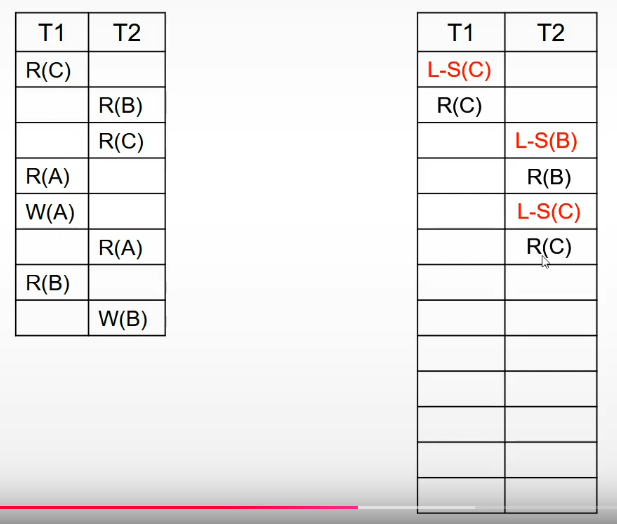 T1 T2
R(C)
R(B)
R(C)
R(A)
W(A)
R(A)
R(B)
W(B)
T1 T2
L-S(C)
R(C)
L-S(B)
R(B)
L-S(C)
R(C)